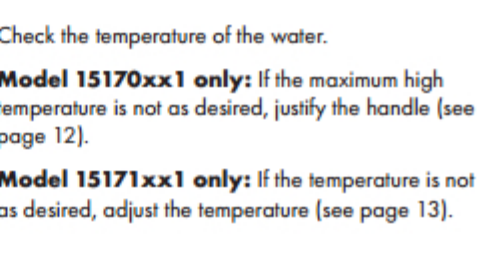 Check the temperature of the water.
Model 15170xx1 only: If the maximum high
temperature is not as desired, justify the handle (see
page 12).
Model 15171xx1 only: If the temperature is not
as desired, adjust the temperature (see page 13).